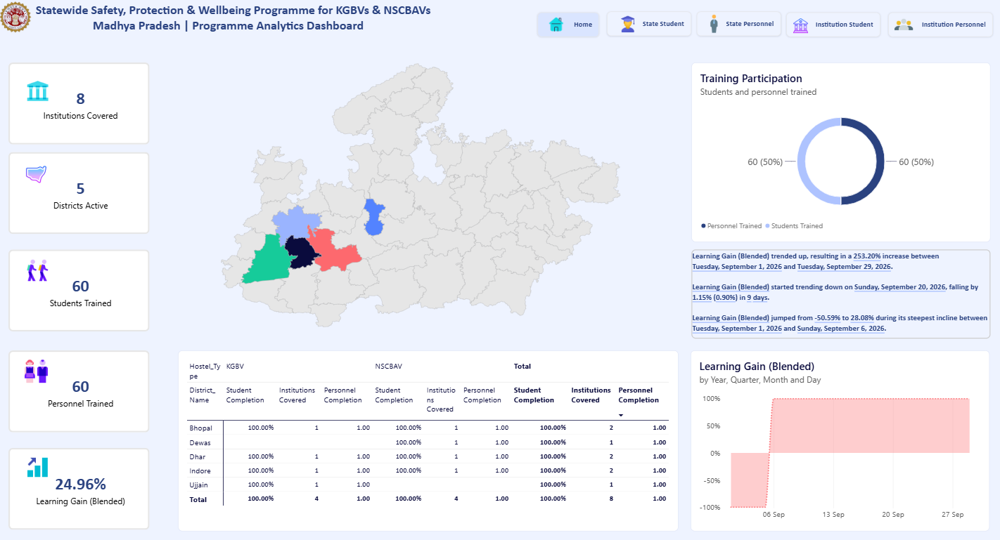 Statewide Safety, Protection & Wellbeing Programme for KGBVs & NSCBAVs
Madhya Pradesh | Programme Analytics Dashboard
Home
State Student
State Personnel
Institution Student
Institution Personnel
8
Institutions Covered
5
Districts Active
60
Students Trained
60
Personnel Trained
24.96%
Learning Gain (Blended)
Training Participation
Students and personnel trained
60 (50%)
60 (50%)
Personnel Trained Students Trained
Learning Gain (Blended) trended up, resulting in a 253.20% increase between
Tuesday, September 1, 2026 and Tuesday, September 29, 2026.
Learning Gain (Blended) started trending down on Sunday, September 20, 2026, falling by
1.15% (0.90%) in 9 days.
Learning Gain (Blended) jumped from -50.59% to 28.08% during its steepest incline between
Tuesday, September 1, 2026 and Sunday, September 6, 2026.
Hostel_Ty KGBV NSCBAV Total
pe
District_ Student Institutions Personnel Student Institutio Personnel Student Institutions Personnel
Name Completion Covered Completion Completion ns Completion Completion Covered Completion
Covered
Bhopal 100.00% 1 1.00 100.00% 1 1.00 100.00% 2 1.00
Dewas 100.00% 1 1.00 100.00% 1 1.00
Dhar 100.00% 1 1.00 100.00% 1 1.00 100.00% 2 1.00
Indore 100.00% 1 1.00 100.00% 1 1.00 100.00% 2 1.00
Ujjain 100.00% 1 1.00 100.00% 1 1.00
Total 100.00% 4 1.00 100.00% 4 1.00 100.00% 8 1.00
Learning Gain (Blended)
by Year, Quarter, Month and Day
100%
50%
0%
-50%
-100%
06 Sep 13 Sep 20 Sep 27 Sep